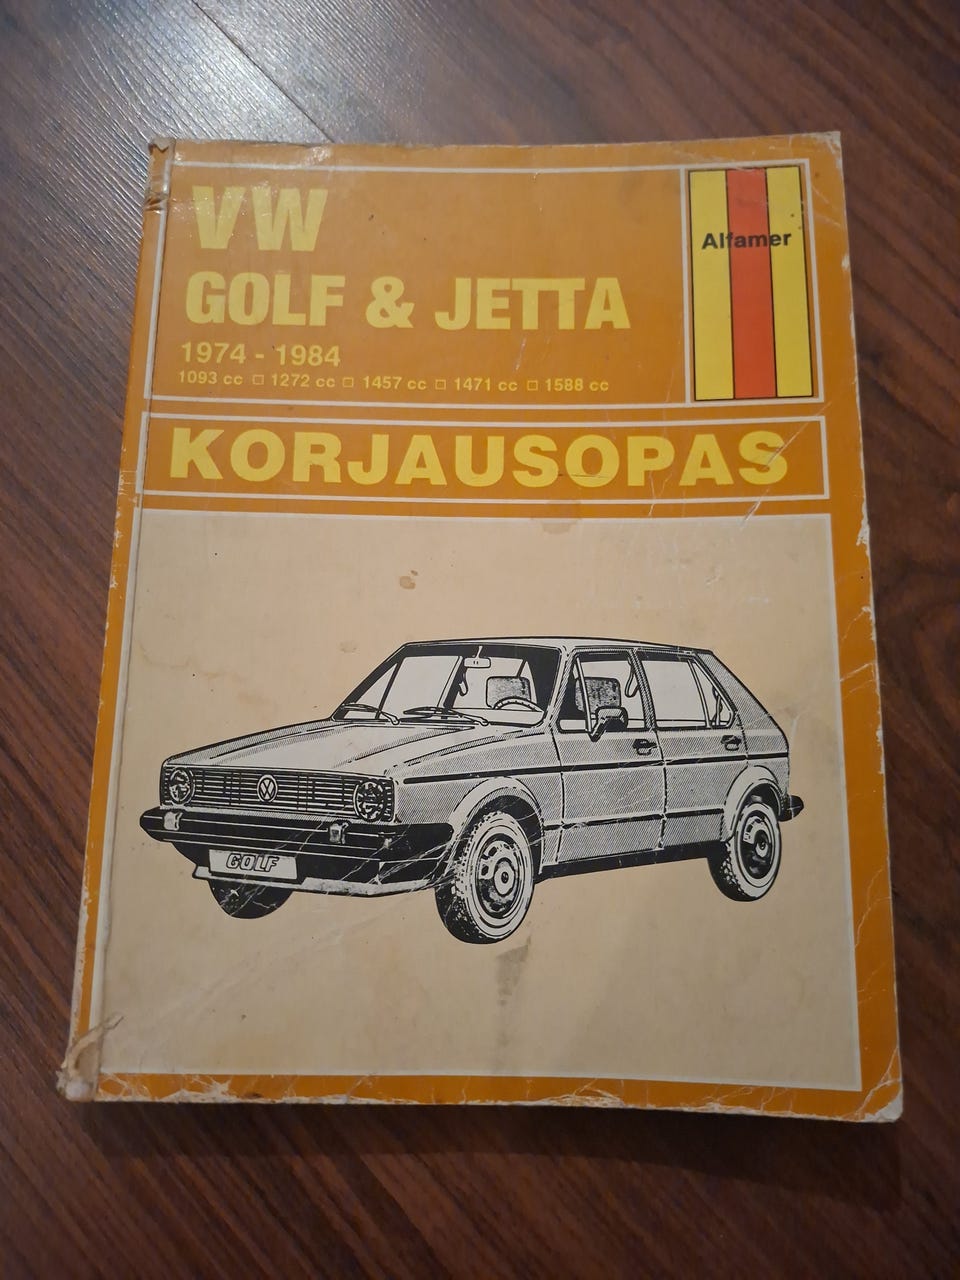 VW
GOLF & JETTA
1974 - 1984
1093 cc □ 1272 cc □ 1457 cc □ 1471 cc □ 1588 cc
Alfamer
KORJAUSOPAS
GOLF